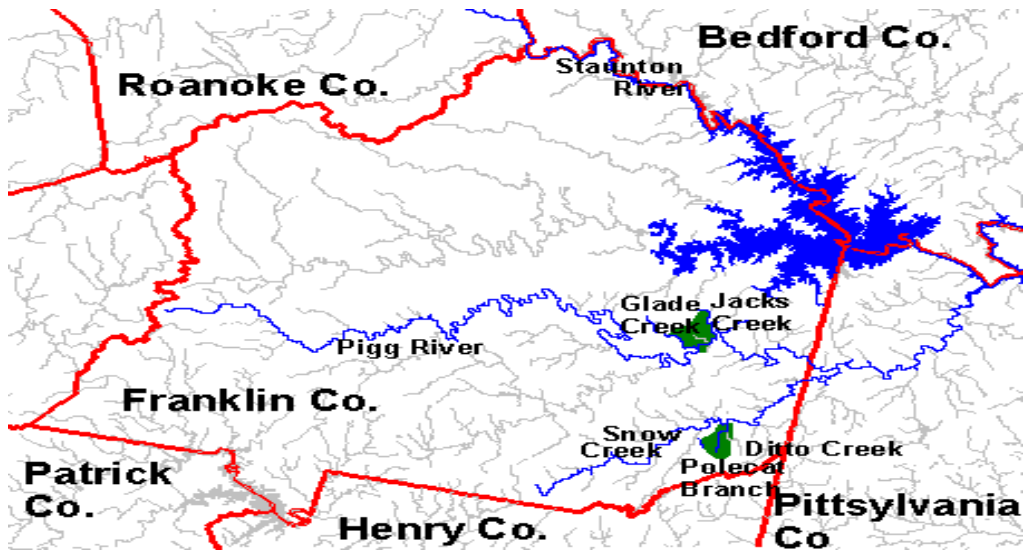 Bedford Co.
Staunton
River
Roanoke Co.
Glade
Creek
Jacks
Creek
Pigg River
Franklin Co.
Snow
Creek
Ditto Creek
Polecat
Branch
Patrick
Co.
Henry Co.
Pittsylvania
Co